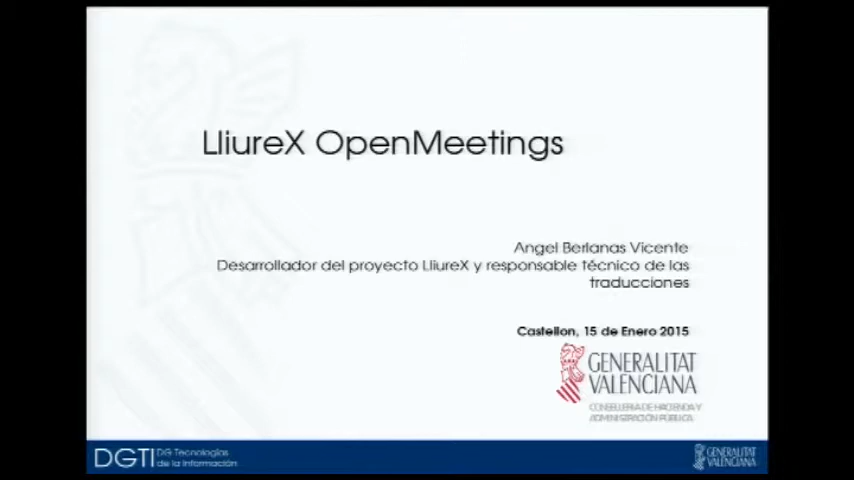 LliureX OpenMeetings
Angel Berlanas Vicente
Desarrollador del proyecto LliureX y responsable técnico de las
traducciones
Castellon, 15 de Enero 2015
GENERALITAT
VALENCIANA
CONSELLERIA DE HACIENDA Y
ADMINISTRACIÓN PÚBLICA
DGTI
DG Tecnologías
de la Información
GENERALITAT
VALENCIANA